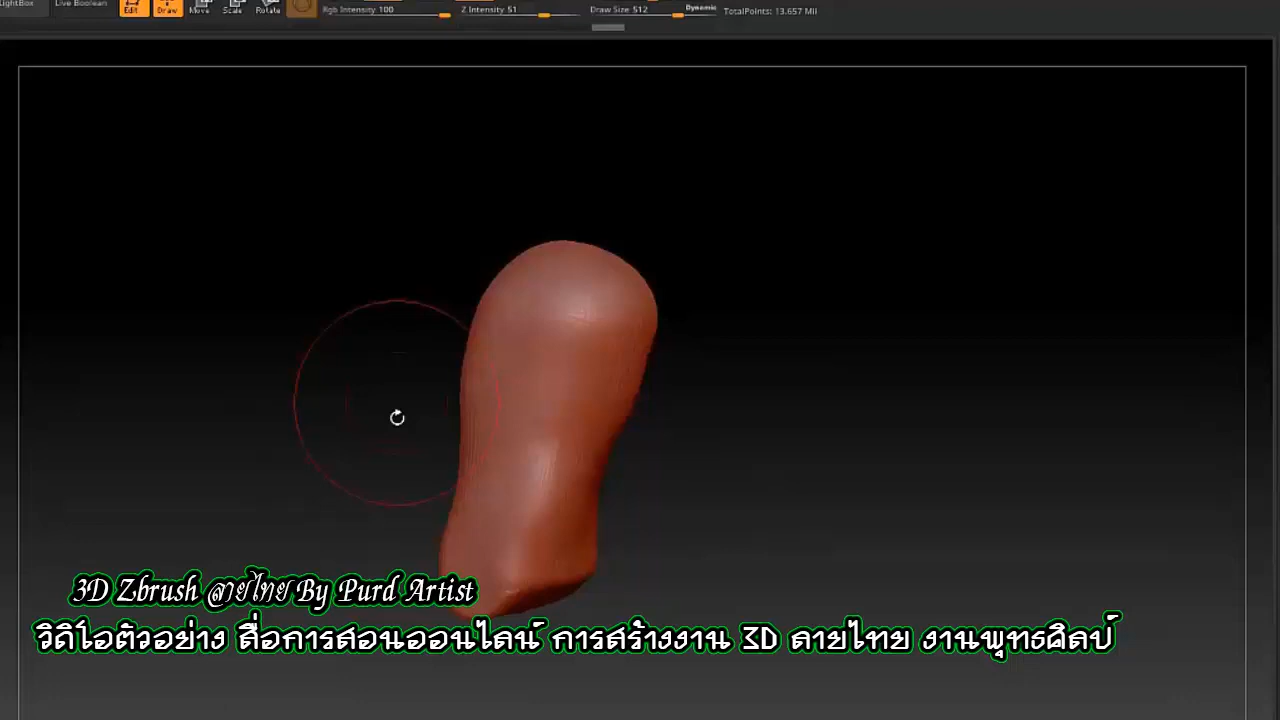 LightBox Live Boolean Edit Draw Move Scale Rotate Rgb Intensity 100 Z Intensity 51 Draw Size 512 Dynamic TotalPoints: 13.657 Mil
3D Zbrush ลายไทย By Purd Artist
วิดีโอตัวอย่าง สื่อการสอนออนไลน์ การสร้างงาน 3D ลายไทย งานพุทธศิลป์